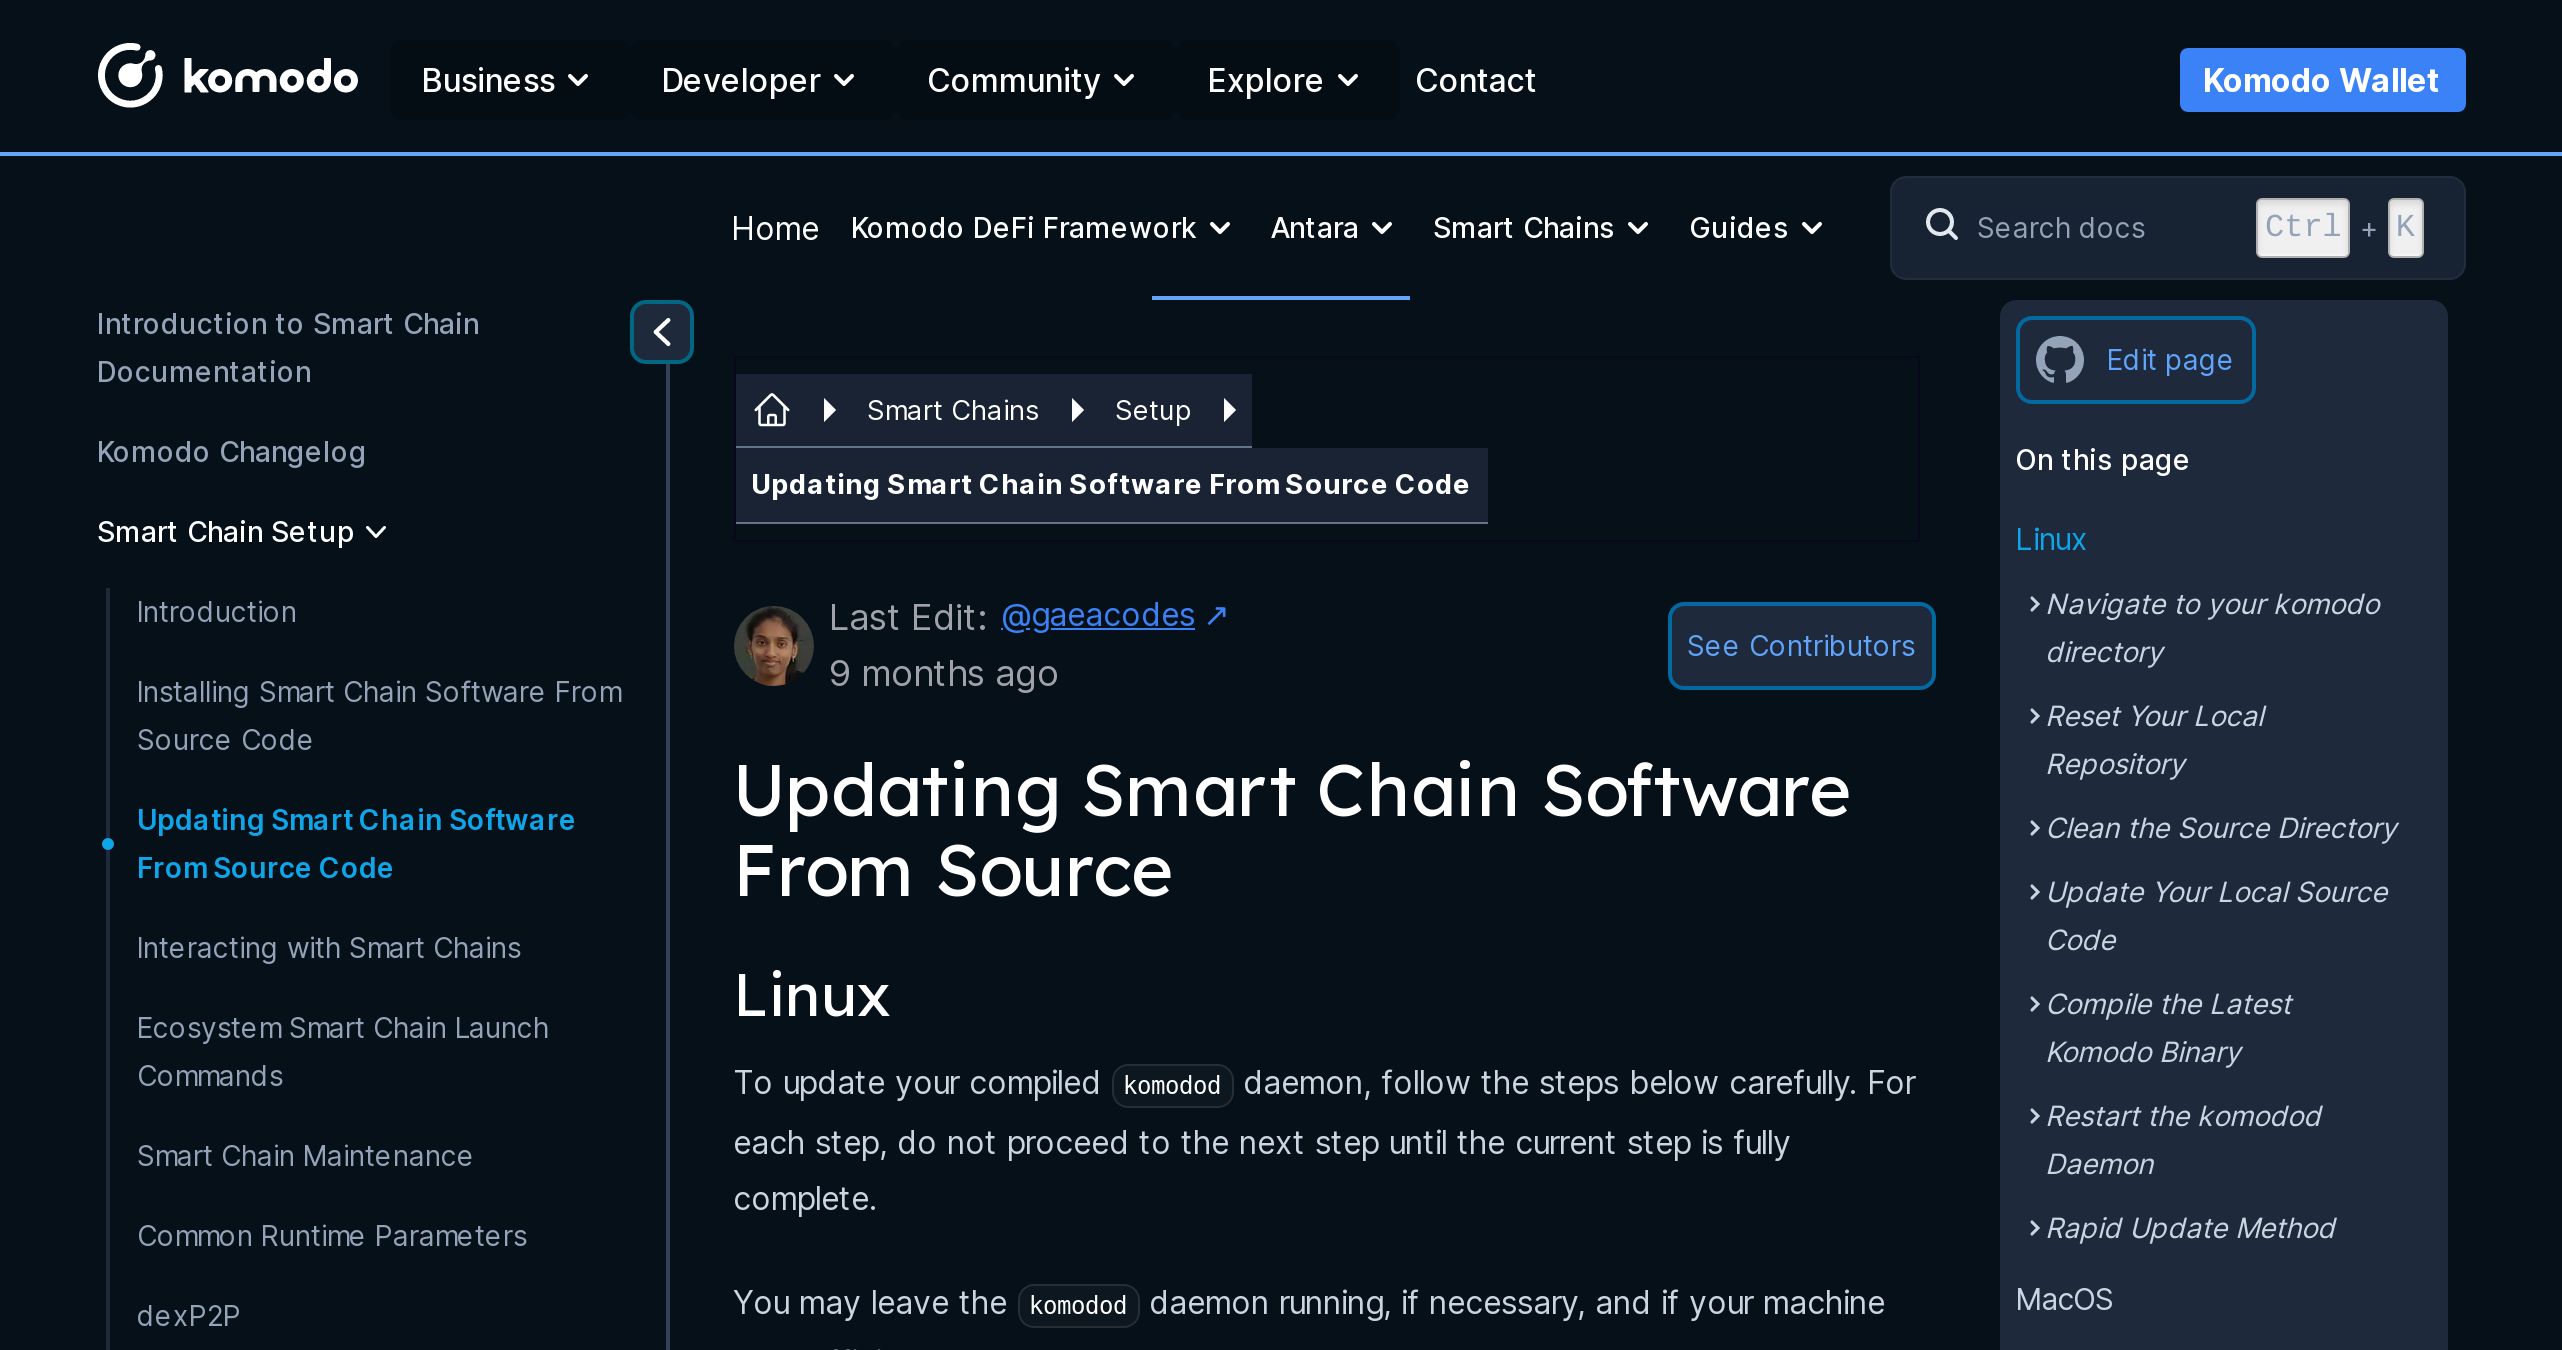 komodo
Business
Developer
Community
Explore
Contact
Komodo Wallet
Home
Komodo DeFi Framework
Antara
Smart Chains
Guides
Search docs
Ctrl + K
Introduction to Smart Chain
Documentation
Komodo Changelog
Smart Chain Setup
Introduction
Installing Smart Chain Software From
Source Code
Updating Smart Chain Software
From Source Code
Interacting with Smart Chains
Ecosystem Smart Chain Launch
Commands
Smart Chain Maintenance
Common Runtime Parameters
dexP2P
Smart Chains
Setup
Updating Smart Chain Software From Source Code
Last Edit: @gaeacodes ↗
9 months ago
See Contributors
Updating Smart Chain Software
From Source
Linux
To update your compiled komodod daemon, follow the steps below carefully. For
each step, do not proceed to the next step until the current step is fully
complete.
You may leave the komodod daemon running, if necessary, and if your machine
Edit page
On this page
Linux
Navigate to your komodo
directory
Reset Your Local
Repository
Clean the Source Directory
Update Your Local Source
Code
Compile the Latest
Komodo Binary
Restart the komodod
Daemon
Rapid Update Method
MacOS